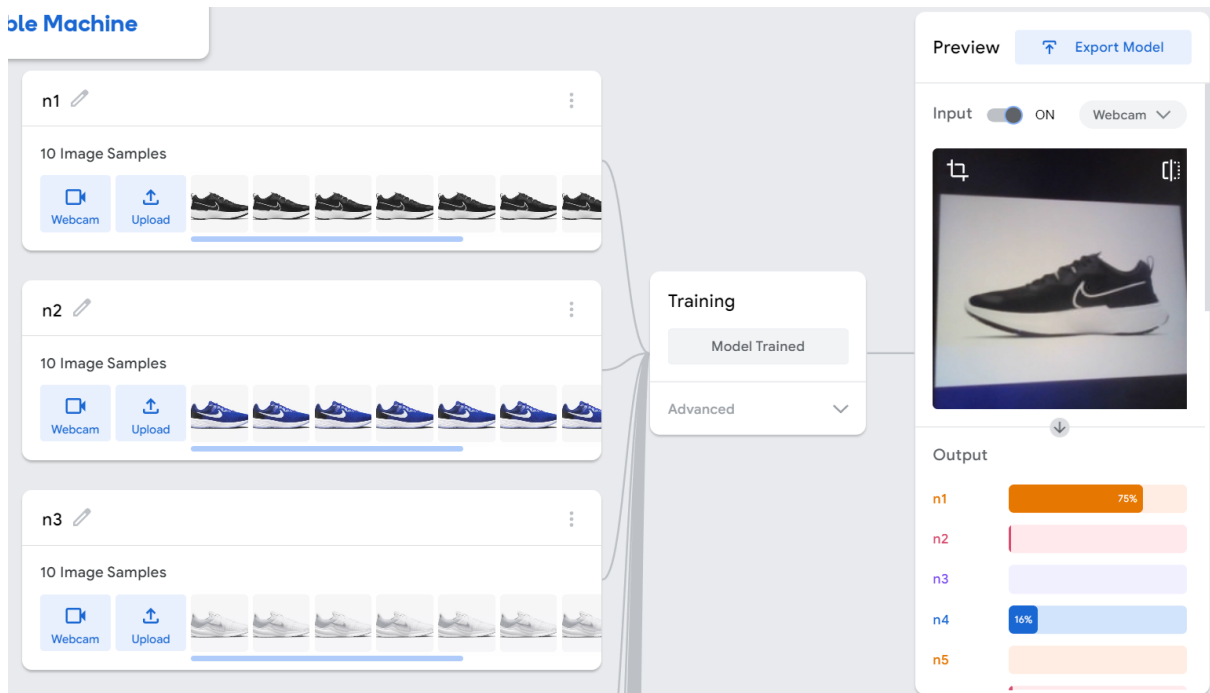 ble Machine
n1
10 Image Samples
Webcam
Upload
n2
10 Image Samples
Webcam
Upload
n3
10 Image Samples
Webcam
Upload
Training
Model Trained
Advanced
Preview
Export Model
Input
ON
Webcam
Output
n1
75%
n2
n3
n4
16%
n5